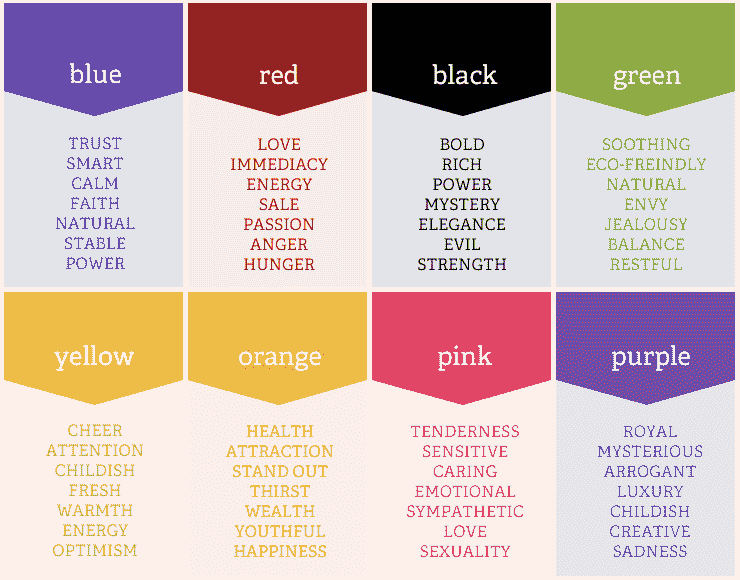 blue
TRUST
SMART
CALM
FAITH
NATURAL
STABLE
POWER
red
LOVE
IMMEDIACY
ENERGY
SALE
PASSION
ANGER
HUNGER
black
BOLD
RICH
POWER
MYSTERY
ELEGANCE
EVIL
STRENGTH
green
SOOTHING
ECO-FREINDLY
NATURAL
ENVY
JEALOUSY
BALANCE
RESTFUL
yellow
CHEER
ATTENTION
CHILDISH
FRESH
WARMTH
ENERGY
OPTIMISM
orange
HEALTH
ATTRACTION
STAND OUT
THIRST
WEALTH
YOUTHFUL
HAPPINESS
pink
TENDERNESS
SENSITIVE
CARING
EMOTIONAL
SYMPATHETIC
LOVE
SEXUALITY
purple
ROYAL
MYSTERIOUS
ARROGANT
LUXURY
CHILDISH
CREATIVE
SADNESS